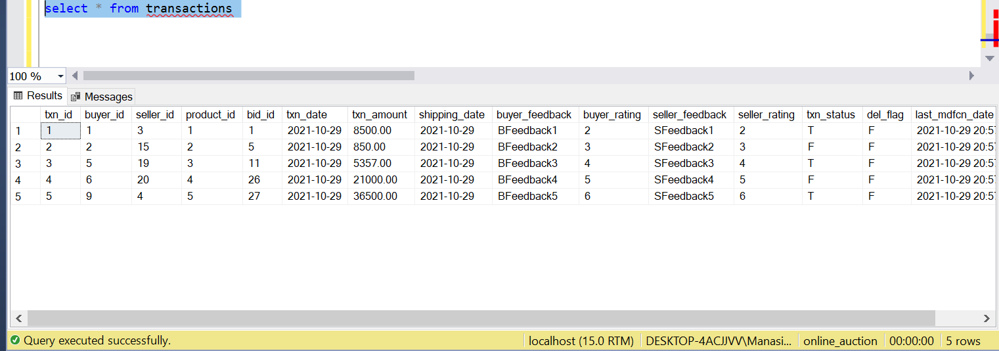 select * from transactions
100 %
Results Messages
txn_id buyer_id seller_id product_id bid_id txn_date txn_amount shipping_date buyer_feedback buyer_rating seller_feedback seller_rating txn_status del_flag last_mdfcn_date
1 1 1 3 1 1 2021-10-29 8500.00 2021-10-29 BFeedback1 2 SFeedback1 2 T F 2021-10-29 20:57
2 2 2 15 2 5 2021-10-29 850.00 2021-10-29 BFeedback2 3 SFeedback2 3 F F 2021-10-29 20:57
3 3 5 19 3 11 2021-10-29 5357.00 2021-10-29 BFeedback3 4 SFeedback3 4 T F 2021-10-29 20:57
4 4 6 20 4 26 2021-10-29 21000.00 2021-10-29 BFeedback4 5 SFeedback4 5 F F 2021-10-29 20:57
5 5 9 4 5 27 2021-10-29 36500.00 2021-10-29 BFeedback5 6 SFeedback5 6 T F 2021-10-29 20:57
Query executed successfully. localhost (15.0 RTM) DESKTOP-4ACJJVV\Manasi... online_auction 00:00:00 5 rows